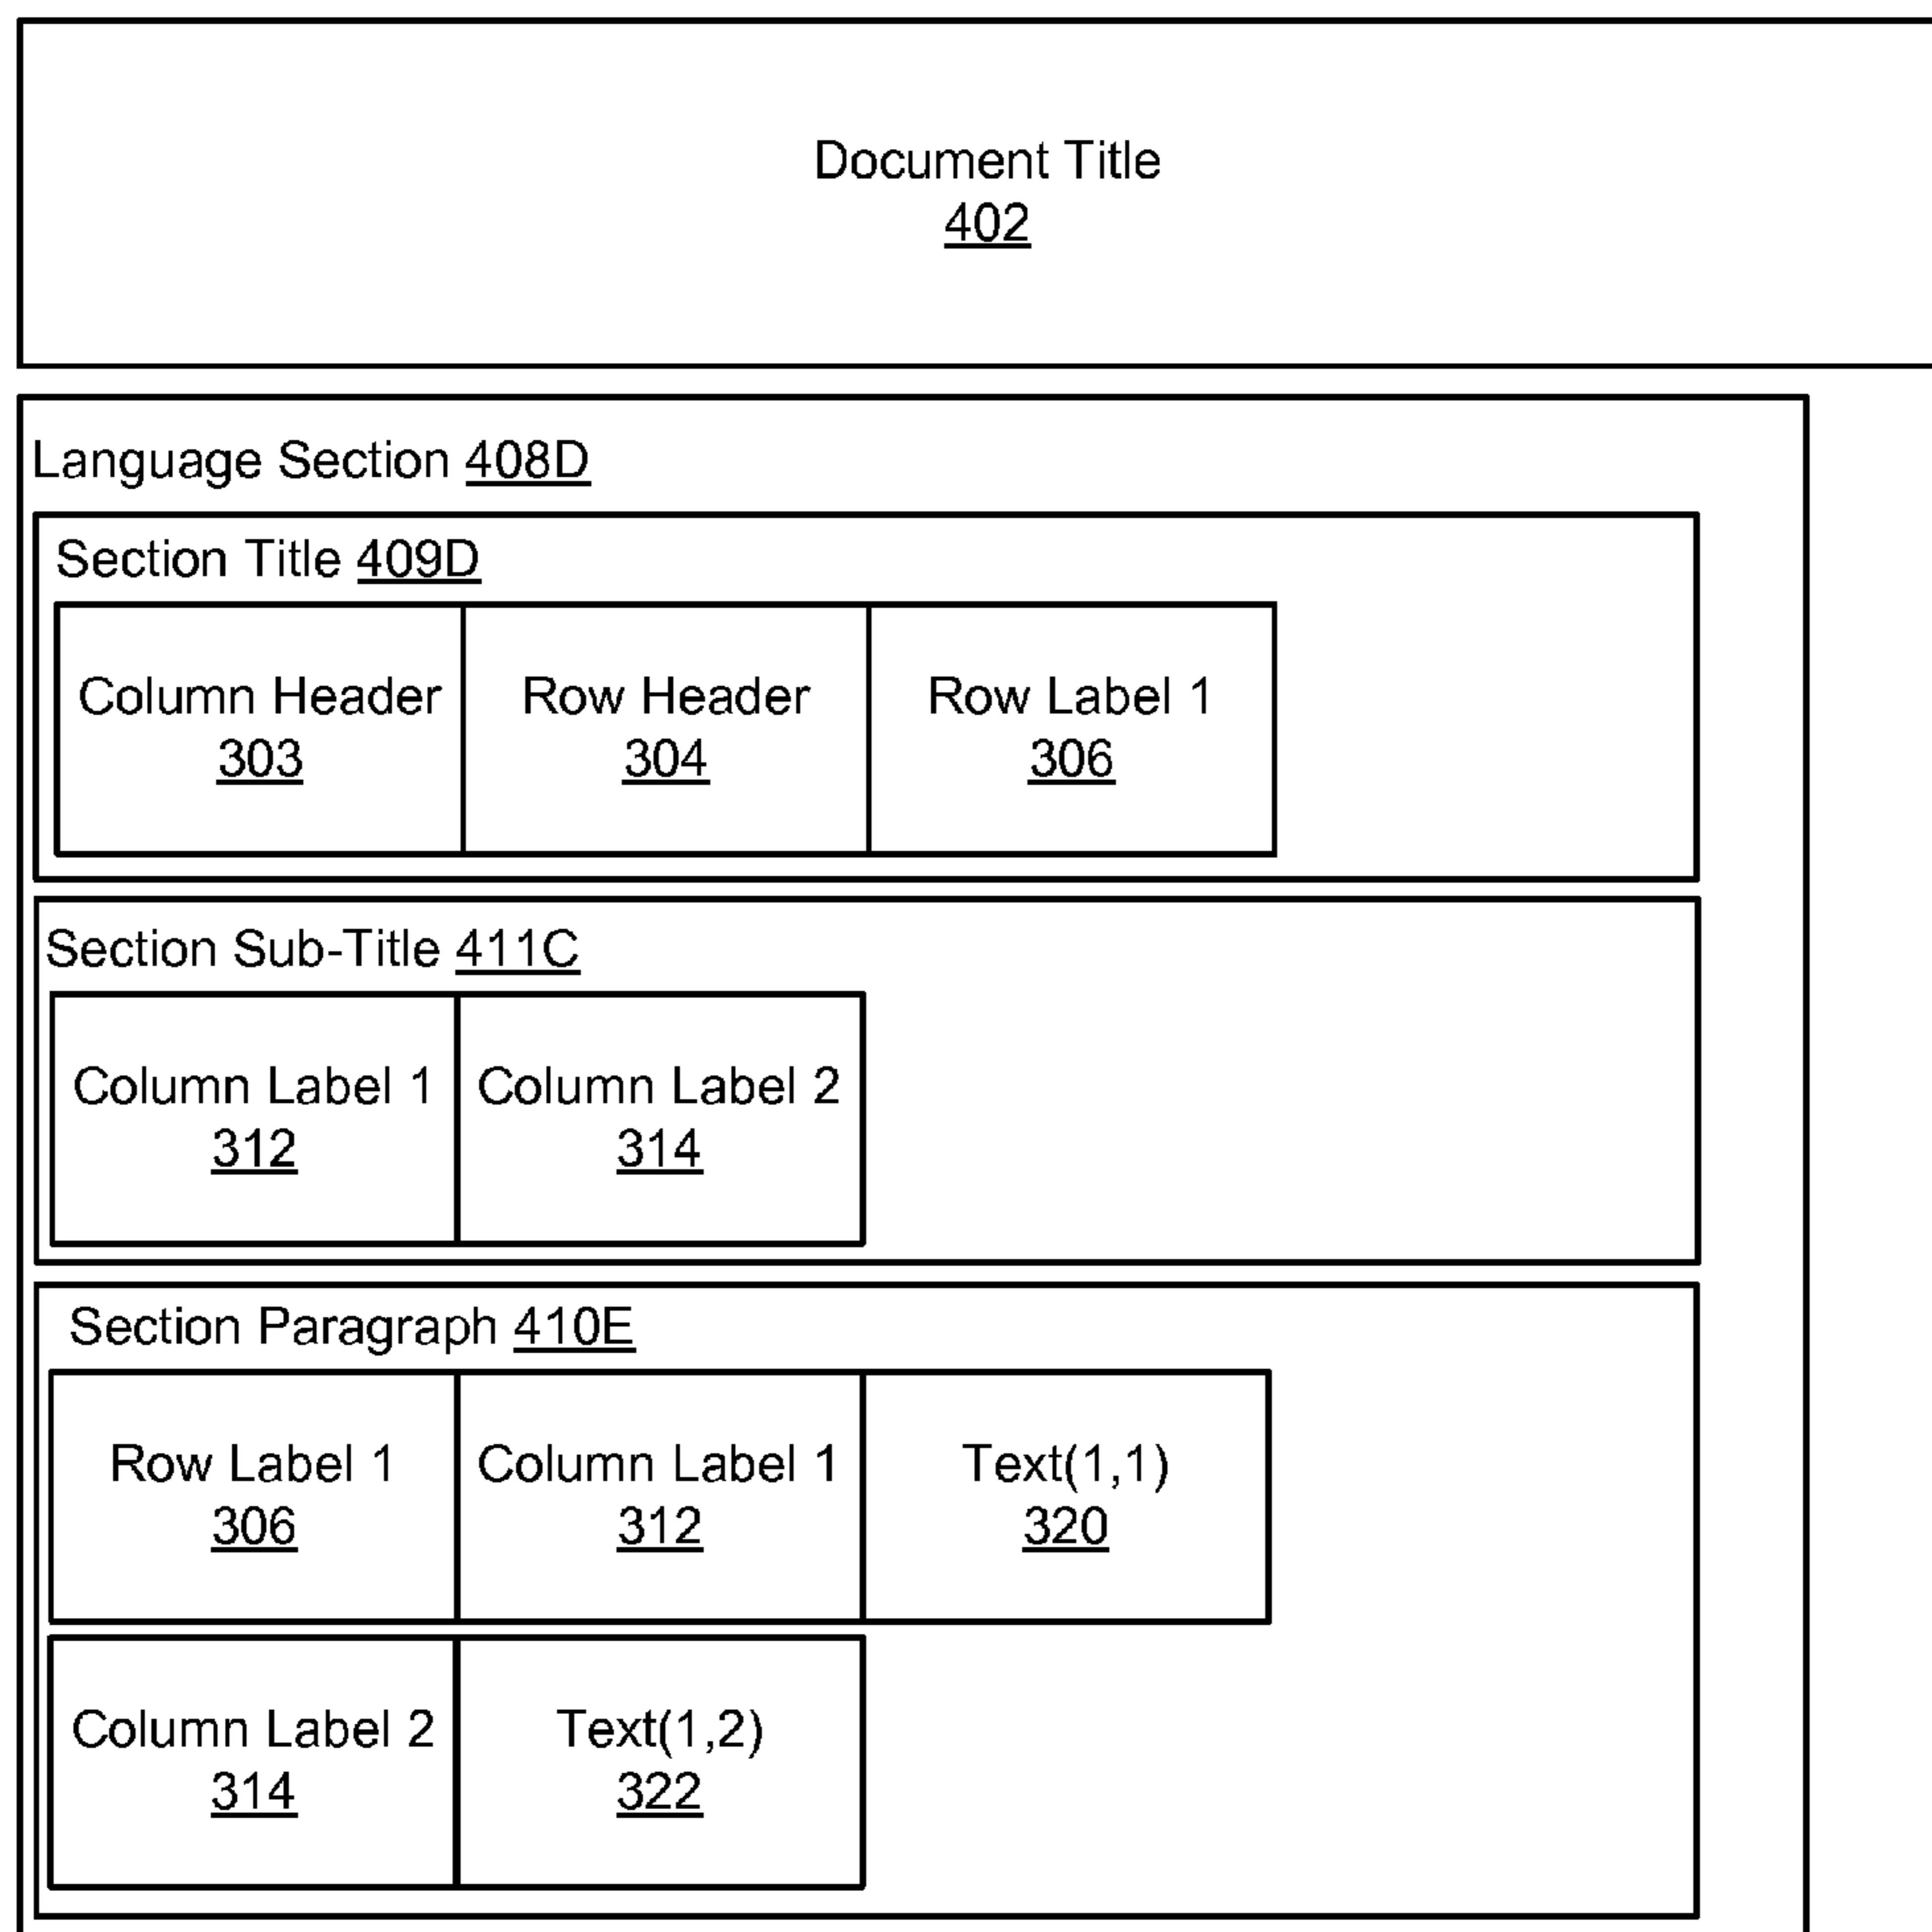 Document Title
402
Language Section 408D
Section Title 409D
Column Header Row Header Row Label 1
303 304 306
Section Sub-Title 411C
Column Label 1 Column Label 2
312 314
Section Paragraph 410E
Row Label 1 Column Label 1 Text(1,1)
306 312 320
Column Label 2 Text(1,2)
314 322